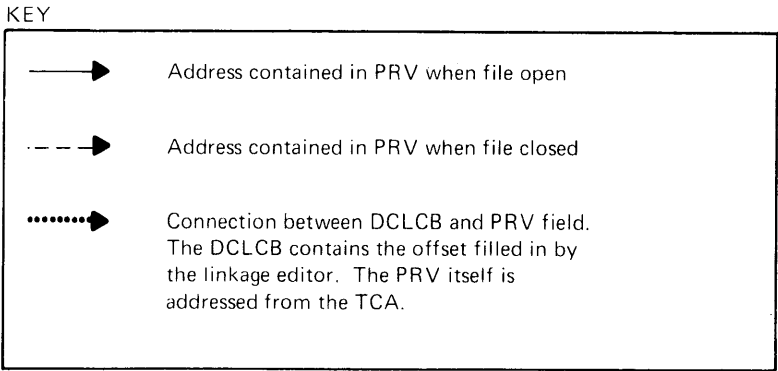 KEY
Address contained in PRV when file open
Address contained in PRV when file closed
Connection between DCLCB and PRV field.
The DCLCB contains the offset filled in by
the linkage editor. The PRV itself is
addressed from the TCA.